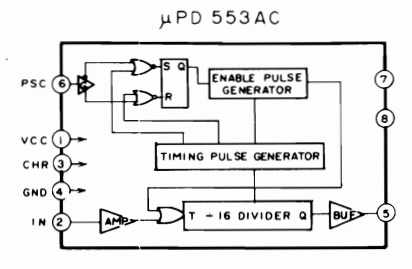 μPD 553AC
PSC 6
S Q
R
ENABLE PULSE
GENERATOR
7
8
VCC 1
CHR 3
GND 4
TIMING PULSE GENERATOR
IN 2
AMP
T ÷16 DIVIDER Q
BUF
5